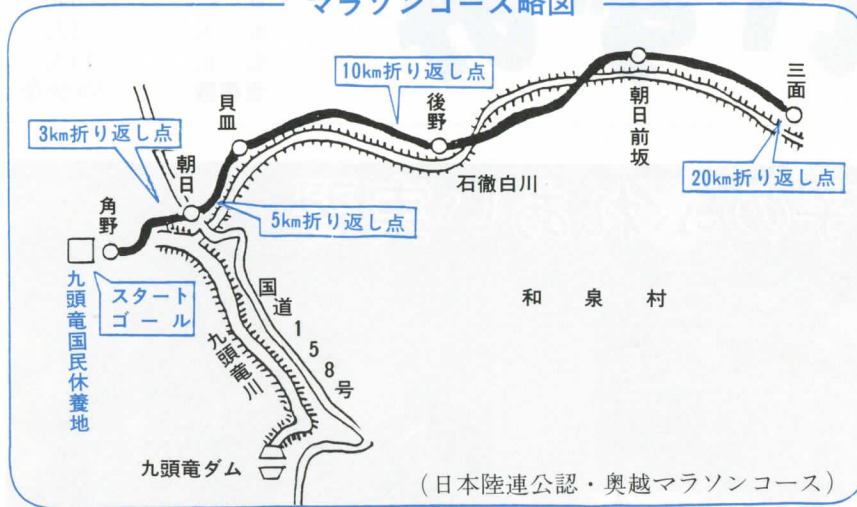 マラソンコース略図
三面
10km折り返し点
後野
朝日前坂
貝皿
3km折り返し点
朝日
石徹白川
20km折り返し点
角野
5km折り返し点
九頭竜国民休養地
スタート
ゴール
国道158号
和泉村
九頭竜川
九頭竜ダム
(日本陸連公認・奥越マラソンコース)